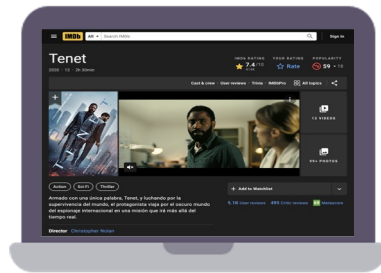 IMDb All Search IMDb Sign In
Tenet
2020 · 12 · 2h 30min
IMDb RATING YOUR RATING POPULARITY
7.4/10 Rate 59
Cast & crew User reviews Trivia IMDbPro All topics
13 VIDEOS
99+ PHOTOS
Action Sci-Fi Thriller
+ Add to Watchlist
Armado con una única palabra, Tenet, y luchando por la
supervivencia del mundo, el protagonista viaja por el oscuro mundo
del espionaje internacional en una misión que irá más allá del
tiempo real.
User reviews Critic reviews Metascore
Director Christopher Nolan